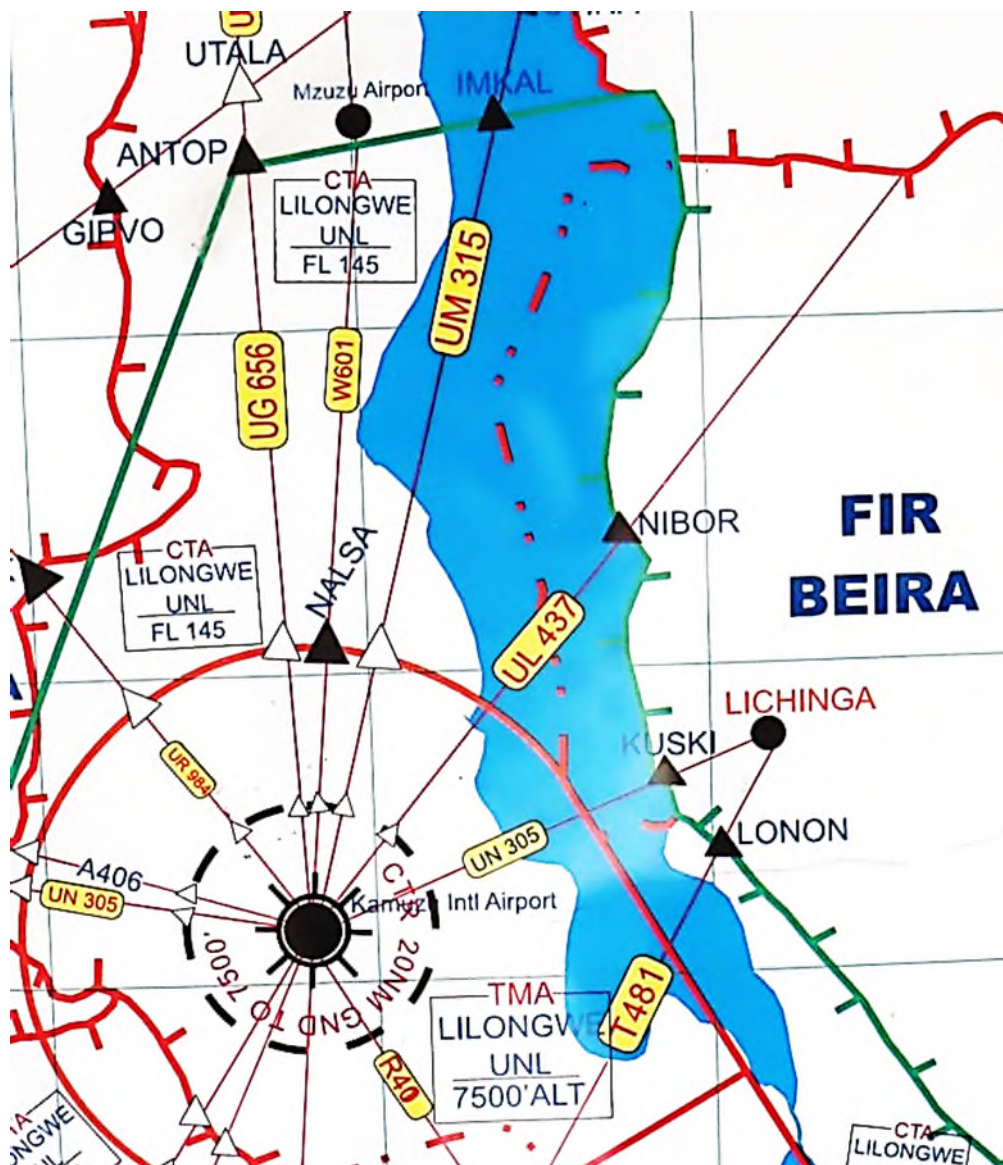 UTALA
Mzuzu Airport
IMKAL
ANTOP
CTA
LILONGWE
UNL
FL 145
GIPVO
UM 315
UG 656
W601
FIR
BEIRA
NIBOR
NALSA
CTA
LILONGWE
UNL
FL 145
UL 437
LICHINGA
KUSKI
UR 984
LONON
UN 305
A406
UN 305
Kamuzu Intl Airport
CTR 20NM GND TO 7500'
TMA
LILONGWE
UNL
7500'ALT
T481
R40
CTA
LILONGWE